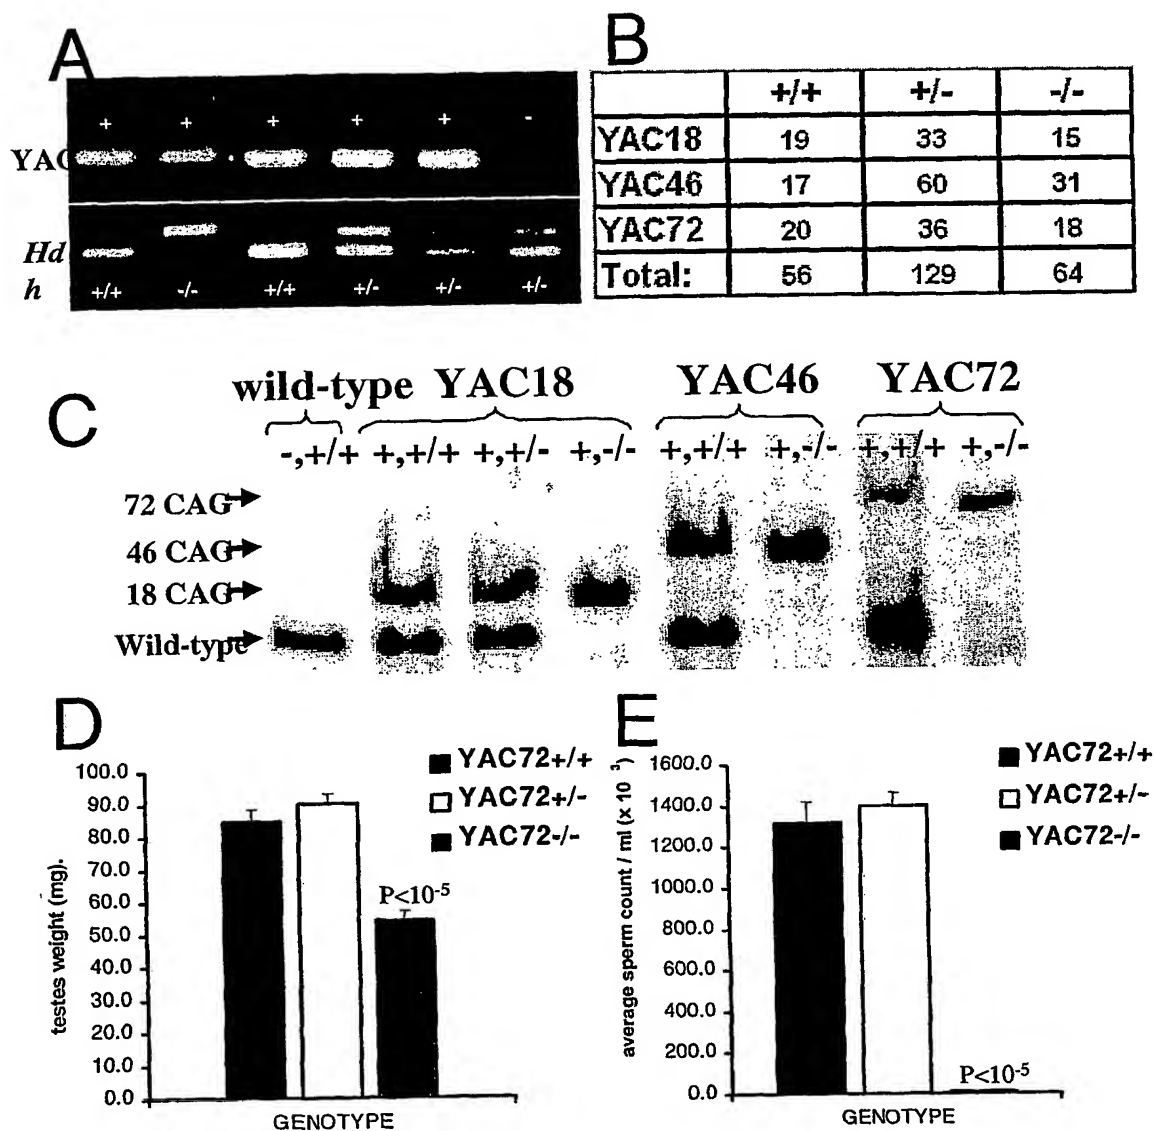 A
+ + + + + -
YAC
Hd
h
+/+ -/- +/+ +/- +/- +/-
B
+/+ +/- -/-
YAC18 19 33 15
YAC46 17 60 31
YAC72 20 36 18
Total: 56 129 64
C
wild-type YAC18 YAC46 YAC72
-,+/+ +,+/+ +,+/- +,-/- +,+/+ +,-/- +,+/+ +,-/-
72 CAG
46 CAG
18 CAG
Wild-type
D
YAC72+/+
YAC72+/-
YAC72-/-
100.0
90.0
80.0
70.0
60.0
50.0
40.0
30.0
20.0
10.0
0.0
testes weight (mg).
P<10-5
GENOTYPE
E
YAC72+/+
YAC72+/-
YAC72-/-
1600.0
1400.0
1200.0
1000.0
800.0
600.0
400.0
200.0
0.0
average sperm count / ml (x 10 3)
P<10-5
GENOTYPE